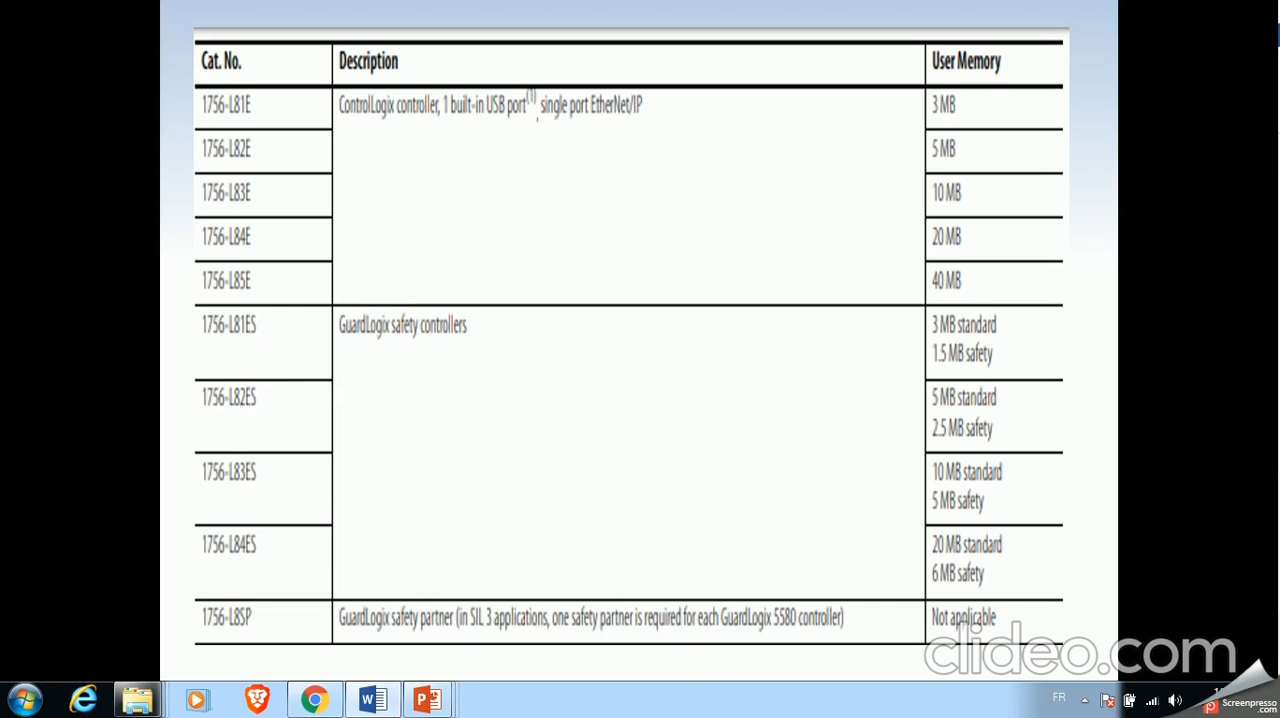 Cat. No. Description User Memory
1756-L81E ControlLogix controller, 1 built-in USB port(1), single port EtherNet/IP 3 MB
1756-L82E 5 MB
1756-L83E 10 MB
1756-L84E 20 MB
1756-L85E 40 MB
1756-L81ES GuardLogix safety controllers 3 MB standard
1.5 MB safety
1756-L82ES 5 MB standard
2.5 MB safety
1756-L83ES 10 MB standard
5 MB safety
1756-L84ES 20 MB standard
6 MB safety
1756-L8SP GuardLogix safety partner (in SIL 3 applications, one safety partner is required for each GuardLogix 5580 controller) Not applicable
clideo.com
FR
Screenpresso
.com